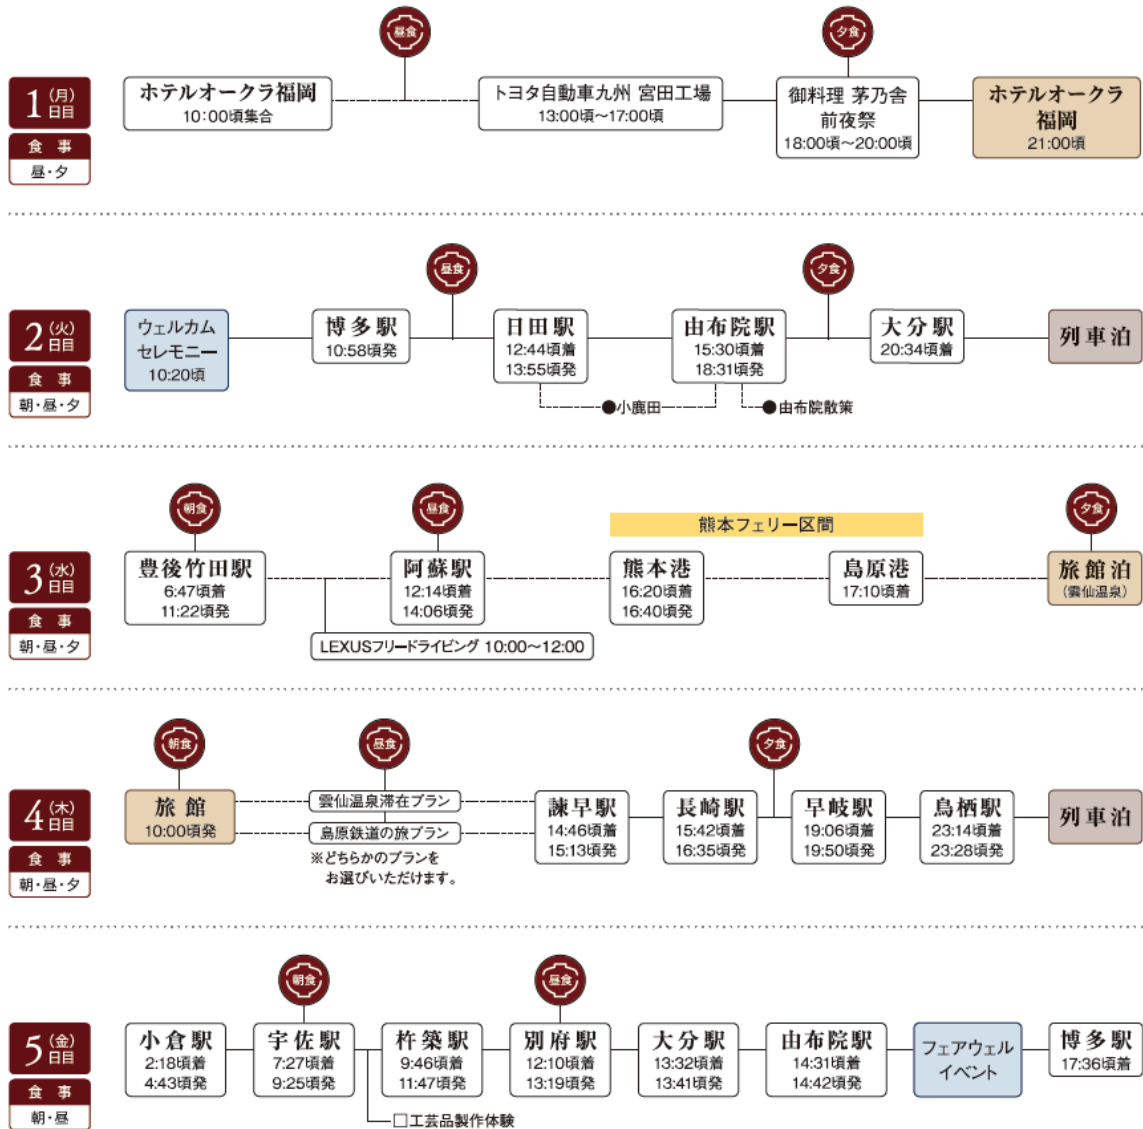 昼食
夕食
1(月)日目
食事
昼・夕
ホテルオークラ福岡
10:00頃集合
トヨタ自動車九州 宮田工場
13:00頃～17:00頃
御料理 茅乃舎
前夜祭
18:00頃～20:00頃
ホテルオークラ
福岡
21:00頃
昼食
夕食
2(火)日目
食事
朝・昼・夕
ウェルカム
セレモニー
10:20頃
博多駅
10:58頃発
日田駅
12:44頃着
13:55頃発
由布院駅
15:30頃着
18:31頃発
大分駅
20:34頃着
列車泊
●小鹿田
●由布院散策
朝食
昼食
熊本フェリー区間
夕食
3(水)日目
食事
朝・昼・夕
豊後竹田駅
6:47頃着
11:22頃発
阿蘇駅
12:14頃着
14:06頃発
熊本港
16:20頃着
16:40頃発
島原港
17:10頃着
旅館泊
(雲仙温泉)
LEXUSフリードライビング 10:00～12:00
朝食
昼食
夕食
4(木)日目
食事
朝・昼・夕
旅館
10:00頃発
雲仙温泉滞在プラン
島原鉄道の旅プラン
※どちらかのプランを
お選びいただけます。
諫早駅
14:46頃着
15:13頃発
長崎駅
15:42頃着
16:35頃発
早岐駅
19:06頃着
19:50頃発
鳥栖駅
23:14頃着
23:28頃発
列車泊
朝食
昼食
5(金)日目
食事
朝・昼
小倉駅
2:18頃着
4:43頃発
宇佐駅
7:27頃着
9:25頃発
杵築駅
9:46頃着
11:47頃発
別府駅
12:10頃着
13:19頃発
大分駅
13:32頃着
13:41頃発
由布院駅
14:31頃着
14:42頃発
フェアウェル
イベント
博多駅
17:36頃着
□工芸品製作体験